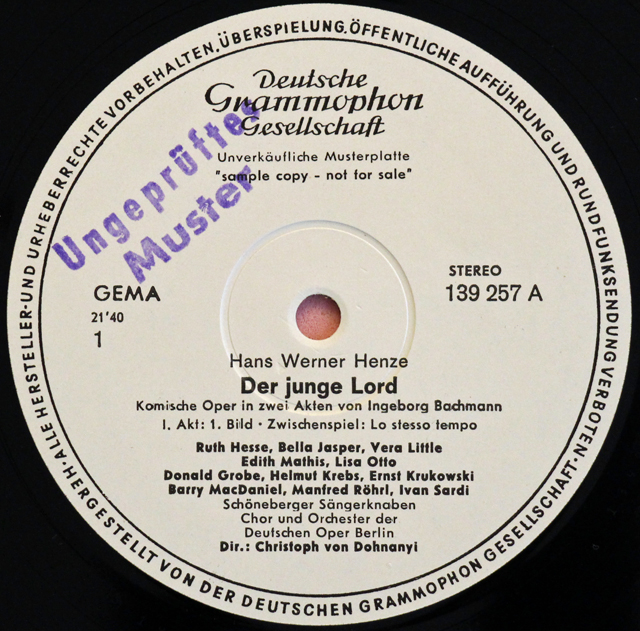 ·ALLE HERSTELLER-UND URHEBERRECHTE VORBEHALTEN, ÜBERSPIELUNG, ÖFFENTLICHE AUFFÜHRUNG UND RUNDFUNKSENDUNG VERBOTEN·
Deutsche
Grammophon
Gesellschaft
Unverkäufliche Musterplatte
"sample copy - not for sale"
Ungeprüftes
Muster
GEMA
21'40
1
STEREO
139 257 A
Hans Werner Henze
Der junge Lord
Komische Oper in zwei Akten von Ingeborg Bachmann
I. Akt: 1. Bild · Zwischenspiel: Lo stesso tempo
Ruth Hesse, Bella Jasper, Vera Little
Edith Mathis, Lisa Otto
Donald Grobe, Helmut Krebs, Ernst Krukowski
Barry MacDaniel, Manfred Röhrl, Ivan Sardi
Schöneberger Sängerknaben
Chor und Orchester der
Deutschen Oper Berlin
Dir.: Christoph von Dohnanyi
HERGESTELLT VON DER DEUTSCHEN GRAMMOPHON GESELLSCHAFT·